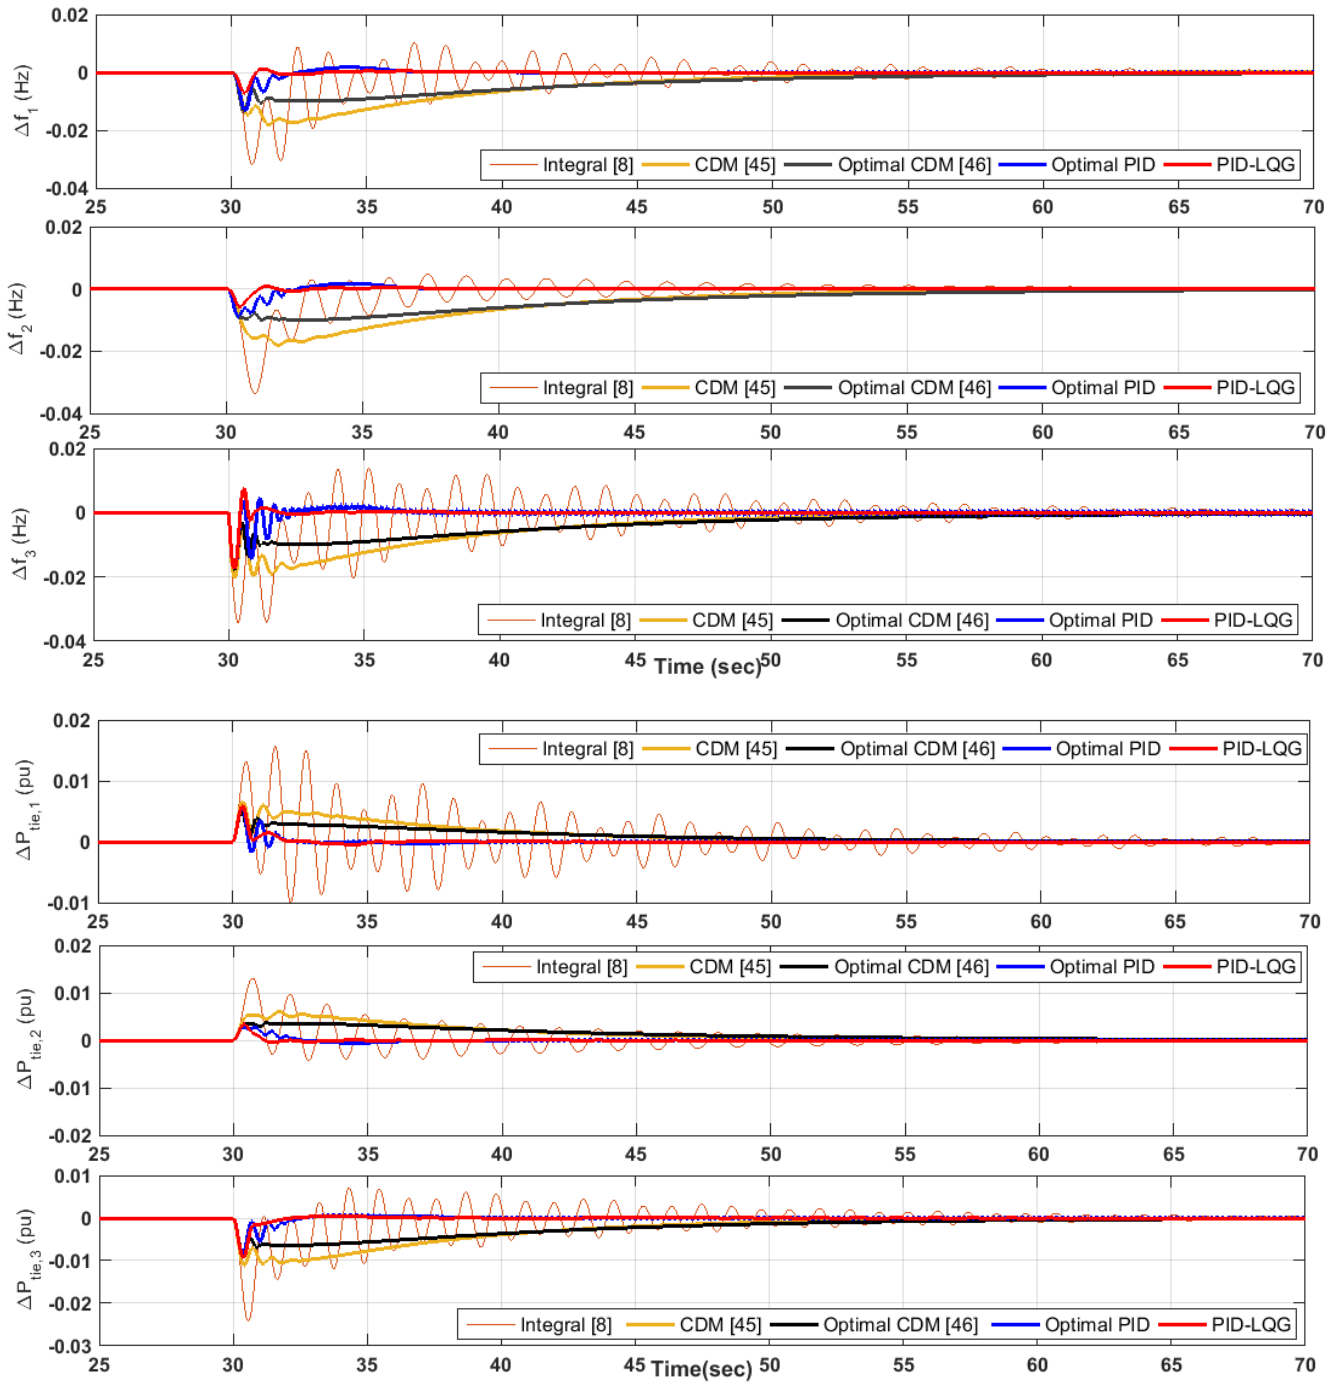 0.02
0
-0.02
-0.04
Δf1 (Hz)
Integral [8] CDM [45] Optimal CDM [46] Optimal PID PID-LQG
25 30 35 40 45 50 55 60 65 70
0.02
0
-0.02
-0.04
Δf2 (Hz)
Integral [8] CDM [45] Optimal CDM [46] Optimal PID PID-LQG
25 30 35 40 45 50 55 60 65 70
0.02
0
-0.02
-0.04
Δf3 (Hz)
Integral [8] CDM [45] Optimal CDM [46] Optimal PID PID-LQG
25 30 35 40 45 50 55 60 65 70
Time (sec)
0.02
0.01
0
-0.01
ΔPtie,1 (pu)
Integral [8] CDM [45] Optimal CDM [46] Optimal PID PID-LQG
25 30 35 40 45 50 55 60 65 70
0.02
0.01
0
-0.01
-0.02
ΔPtie,2 (pu)
Integral [8] CDM [45] Optimal CDM [46] Optimal PID PID-LQG
25 30 35 40 45 50 55 60 65 70
0.01
0
-0.01
-0.02
-0.03
ΔPtie,3 (pu)
Integral [8] CDM [45] Optimal CDM [46] Optimal PID PID-LQG
25 30 35 40 45 50 55 60 65 70
Time(sec)